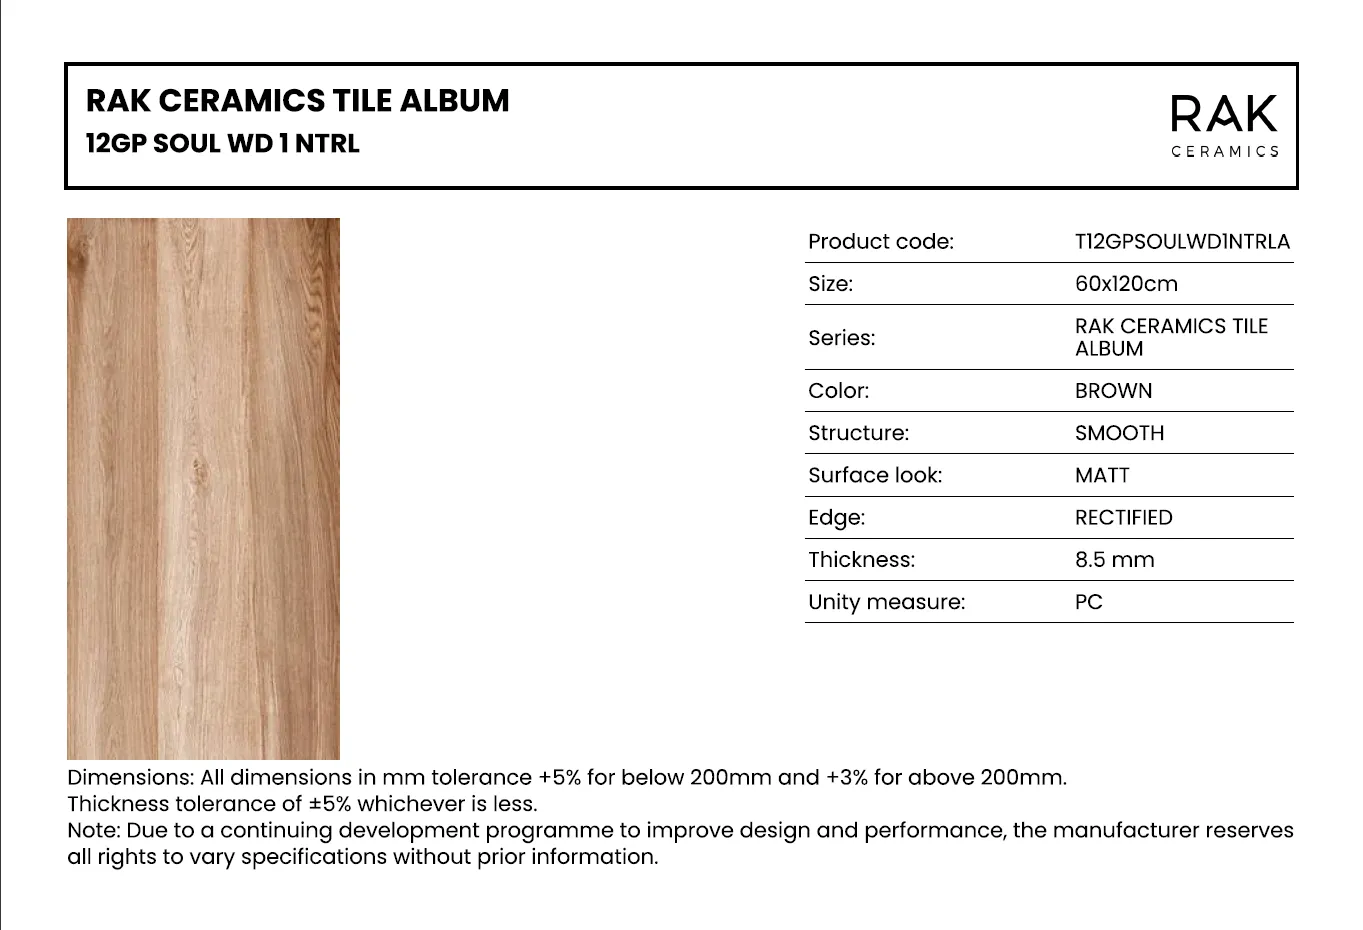 RAK CERAMICS TILE ALBUM
12GP SOUL WD 1 NTRL
RAK
CERAMICS
Product code: T12GPSOULWD1NTRLA
Size: 60x120cm
Series: RAK CERAMICS TILE
ALBUM
Color: BROWN
Structure: SMOOTH
Surface look: MATT
Edge: RECTIFIED
Thickness: 8.5 mm
Unity measure: PC
Dimensions: All dimensions in mm tolerance +5% for below 200mm and +3% for above 200mm.
Thickness tolerance of ±5% whichever is less.
Note: Due to a continuing development programme to improve design and performance, the manufacturer reserves
all rights to vary specifications without prior information.